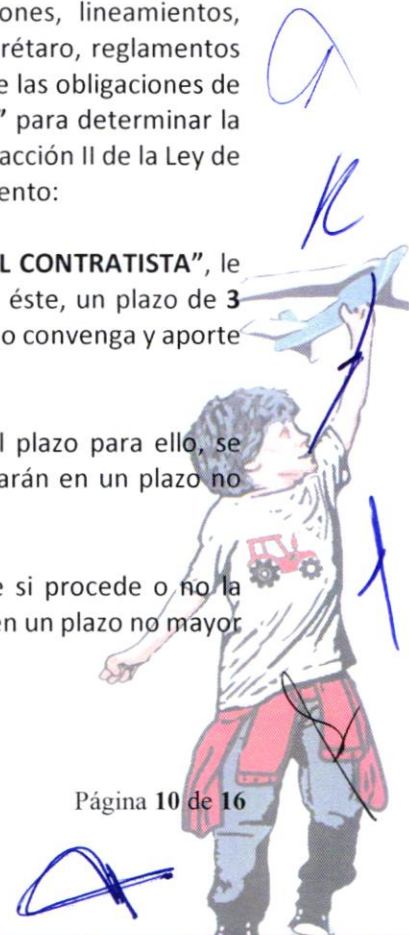 ones, lineamientos,
rétaro, reglamentos
e las obligaciones de
” para determinar la
acción II de la Ley de
ento:
L CONTRATISTA”, le
éste, un plazo de 3
o convenga y aporte
l plazo para ello, se
arán en un plazo no
e si procede o no la
en un plazo no mayor
Página 10 de 16